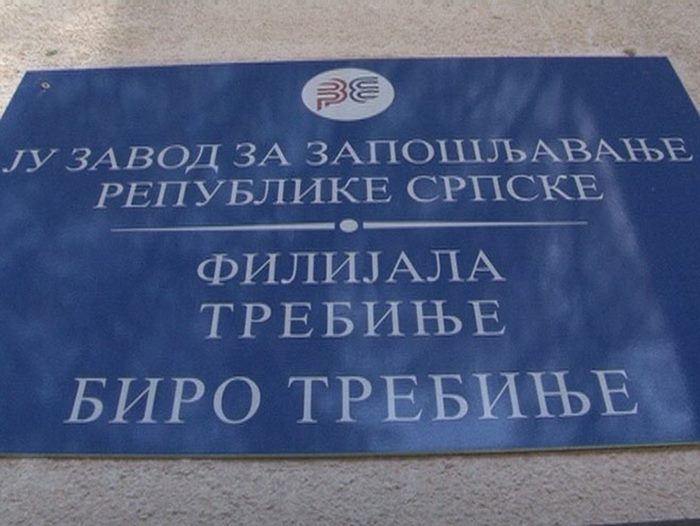 ЈУ ЗАВОД ЗА ЗАПОШЉАВАЊЕ
РЕПУБЛИКЕ СРПСКЕ
ФИЛИЈАЛА
ТРЕБИЊЕ
БИРО ТРЕБИЊЕ